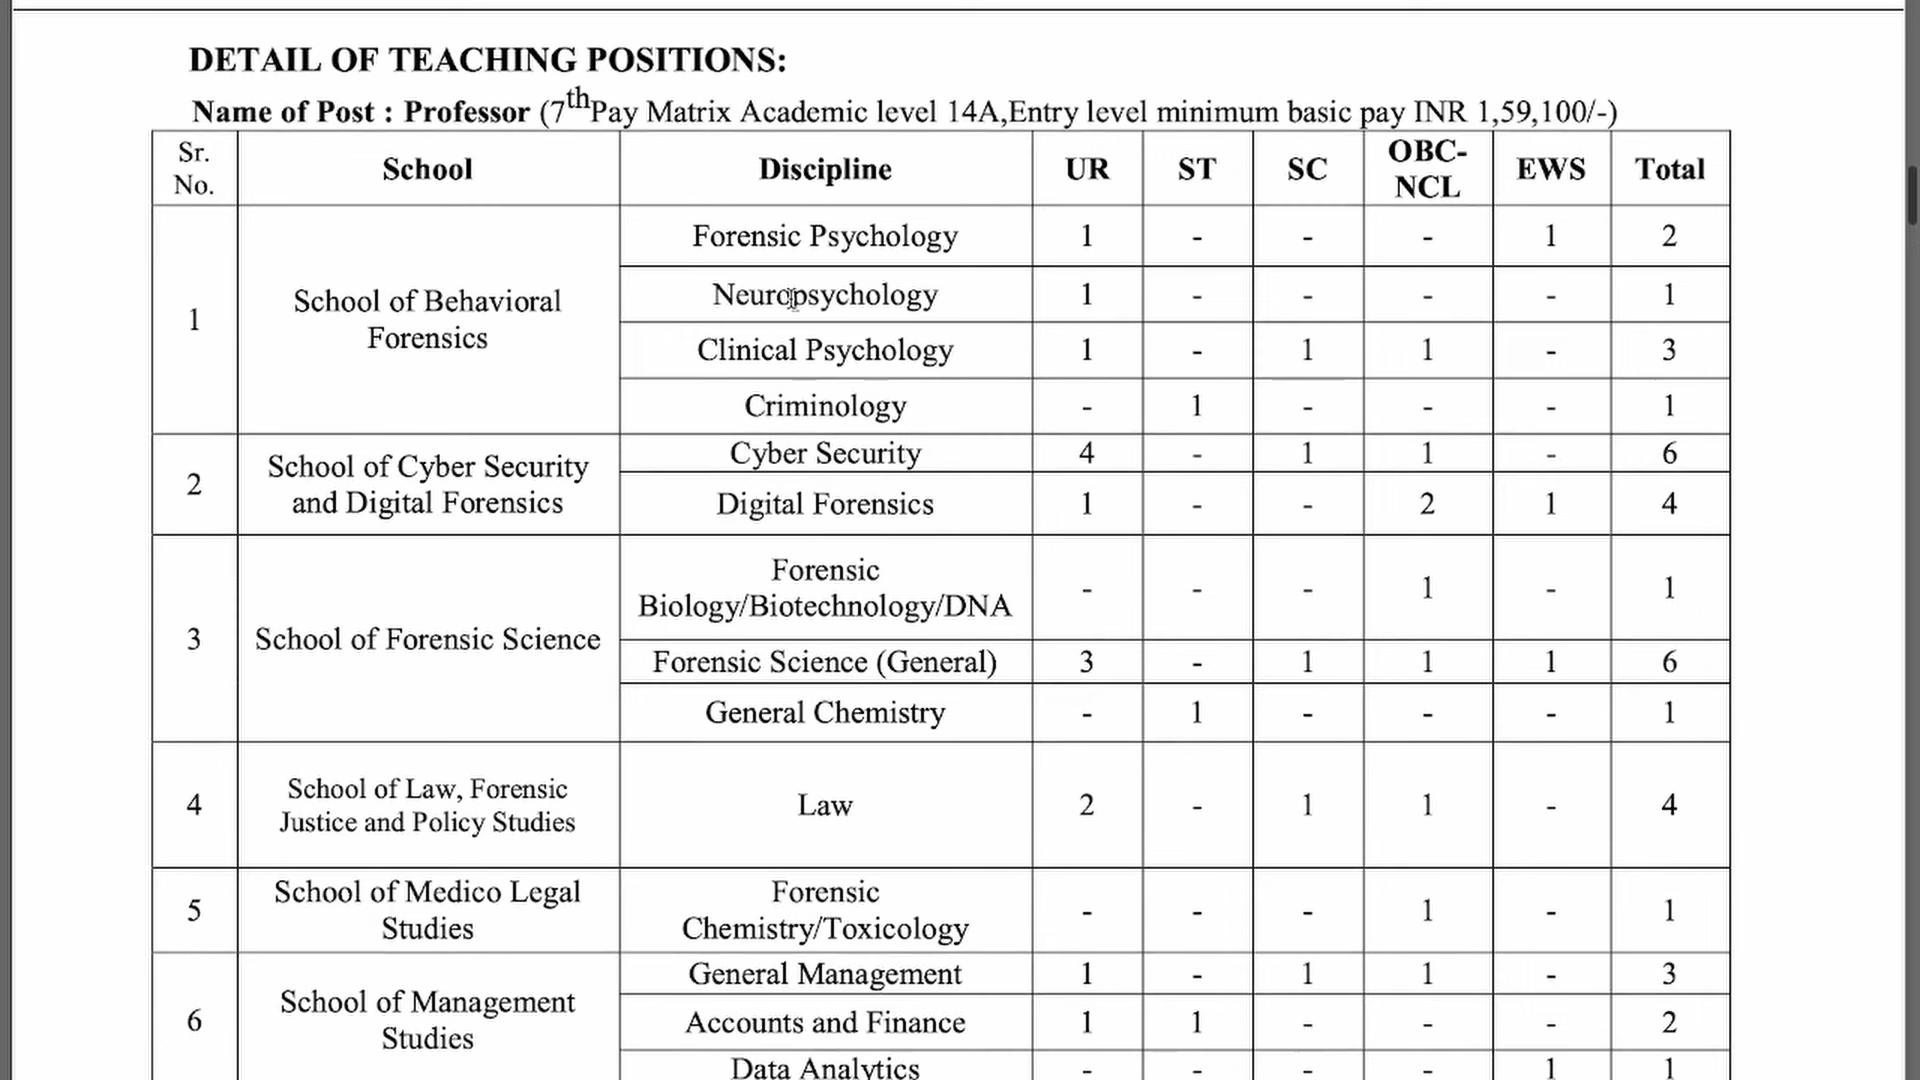 DETAIL OF TEACHING POSITIONS:
Name of Post : Professor (7thPay Matrix Academic level 14A,Entry level minimum basic pay INR 1,59,100/-)
Sr. No. School Discipline UR ST SC OBC-NCL EWS Total
1 School of Behavioral Forensics Forensic Psychology 1 - - - 1 2
Neuropsychology 1 - - - - 1
Clinical Psychology 1 - 1 1 - 3
Criminology - 1 - - - 1
2 School of Cyber Security and Digital Forensics Cyber Security 4 - 1 1 - 6
Digital Forensics 1 - - 2 1 4
3 School of Forensic Science Forensic Biology/Biotechnology/DNA - - - 1 - 1
Forensic Science (General) 3 - 1 1 1 6
General Chemistry - 1 - - - 1
4 School of Law, Forensic Justice and Policy Studies Law 2 - 1 1 - 4
5 School of Medico Legal Studies Forensic Chemistry/Toxicology - - - 1 - 1
6 School of Management Studies General Management 1 - 1 1 - 3
Accounts and Finance 1 1 - - - 2
Data Analytics - - - - 1 1